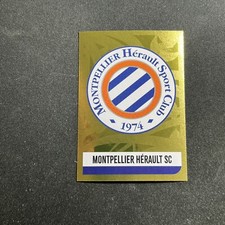 MONTPELLIER Hérault Sport Club
1974
MONTPELLIER HÉRAULT SC